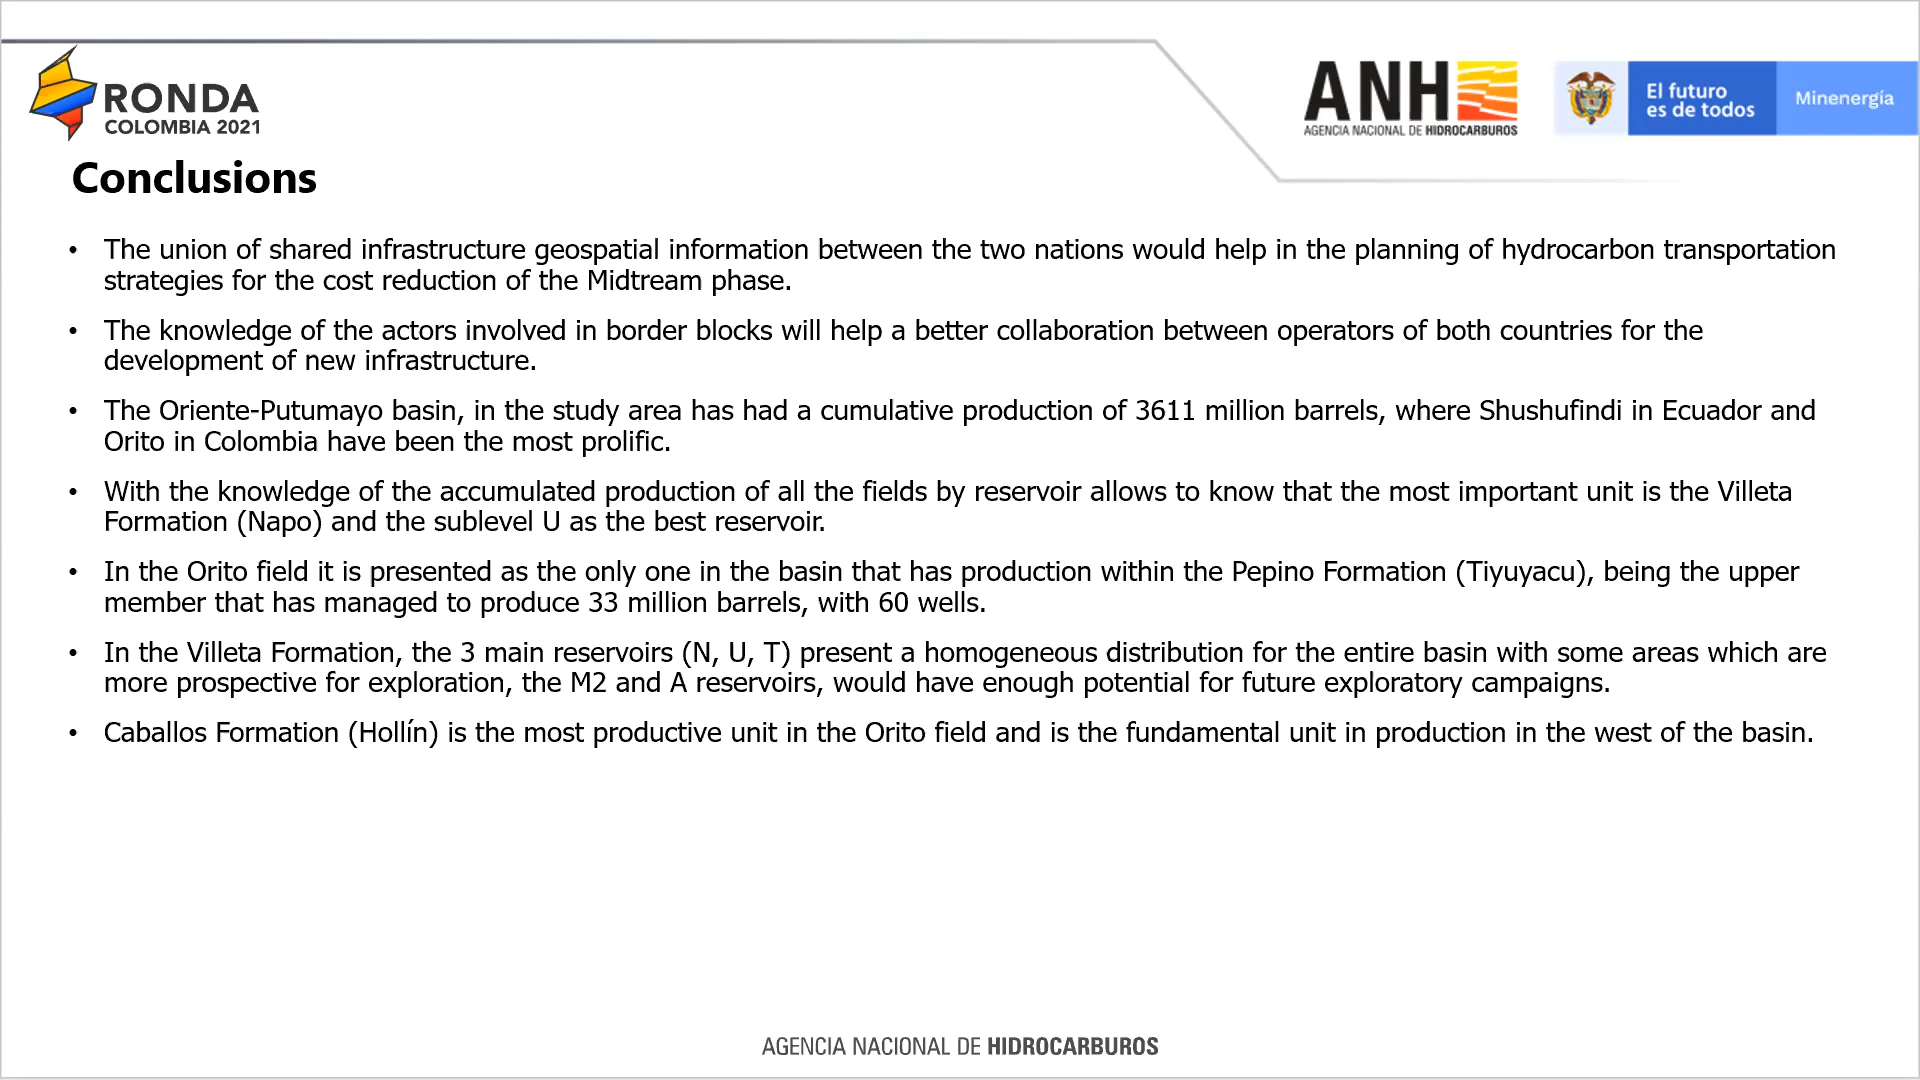 RONDA
COLOMBIA 2021
ANH
AGENCIA NACIONAL DE HIDROCARBUROS
El futuro
es de todos
Minenergía
Conclusions
• The union of shared infrastructure geospatial information between the two nations would help in the planning of hydrocarbon transportation
strategies for the cost reduction of the Midtream phase.
• The knowledge of the actors involved in border blocks will help a better collaboration between operators of both countries for the
development of new infrastructure.
• The Oriente-Putumayo basin, in the study area has had a cumulative production of 3611 million barrels, where Shushufindi in Ecuador and
Orito in Colombia have been the most prolific.
• With the knowledge of the accumulated production of all the fields by reservoir allows to know that the most important unit is the Villeta
Formation (Napo) and the sublevel U as the best reservoir.
• In the Orito field it is presented as the only one in the basin that has production within the Pepino Formation (Tiyuyacu), being the upper
member that has managed to produce 33 million barrels, with 60 wells.
• In the Villeta Formation, the 3 main reservoirs (N, U, T) present a homogeneous distribution for the entire basin with some areas which are
more prospective for exploration, the M2 and A reservoirs, would have enough potential for future exploratory campaigns.
• Caballos Formation (Hollín) is the most productive unit in the Orito field and is the fundamental unit in production in the west of the basin.
AGENCIA NACIONAL DE HIDROCARBUROS